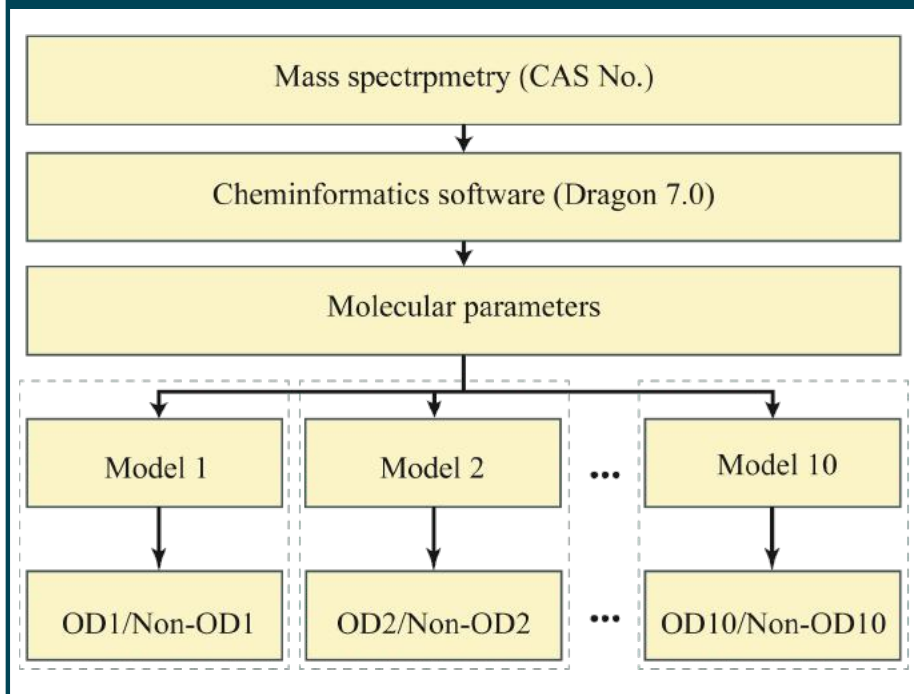 Mass spectrpmetry (CAS No.)
Cheminformatics software (Dragon 7.0)
Molecular parameters
Model 1
Model 2
...
Model 10
OD1/Non-OD1
OD2/Non-OD2
...
OD10/Non-OD10